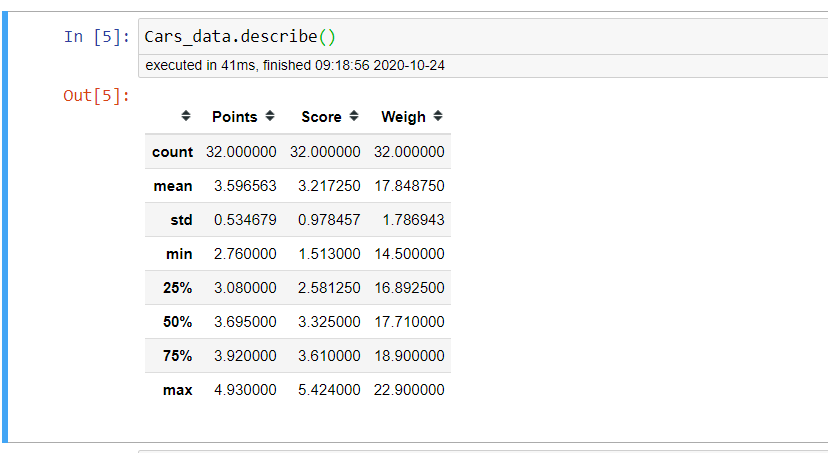 In [5]: Cars_data.describe()
executed in 41ms, finished 09:18:56 2020-10-24
Out[5]:
Points Score Weigh
count 32.000000 32.000000 32.000000
mean 3.596563 3.217250 17.848750
std 0.534679 0.978457 1.786943
min 2.760000 1.513000 14.500000
25% 3.080000 2.581250 16.892500
50% 3.695000 3.325000 17.710000
75% 3.920000 3.610000 18.900000
max 4.930000 5.424000 22.900000